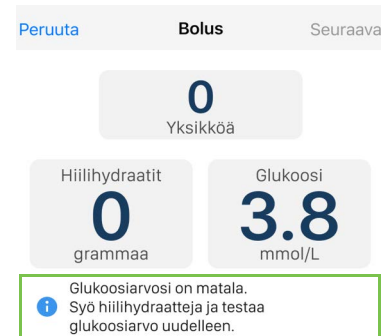 Peruuta Bolus Seuraava
0
Yksikköä
Hiilihydraatit Glukoosi
0 3.8
grammaa mmol/L
Glukoosiarvosi on matala.
Syö hiilihydraatteja ja testaa
glukoosiarvo uudelleen.